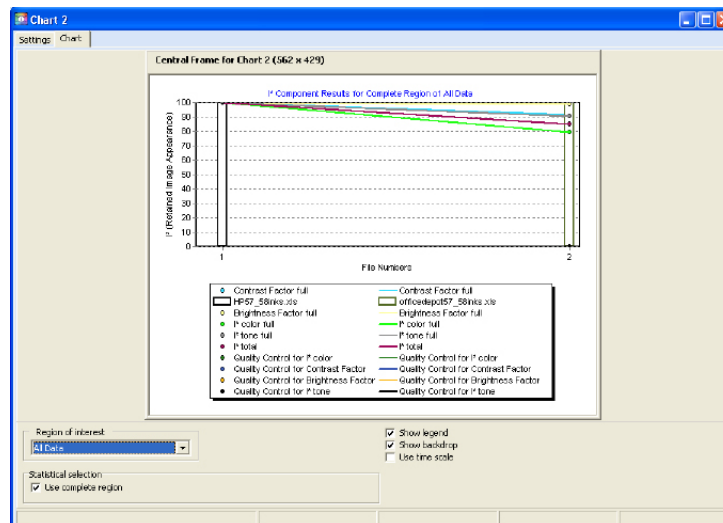 Chart 2
Settings Chart
Central Frame for Chart 2 (562 x 429)
I* Component Results for Complete Region of All Data
I* (Retained Image Appearance)
100
90
80
70
60
50
40
30
20
10
0
1 2
File Numbers
Contrast Factor full Contrast Factor full
HP57_58inks.xls officedepot57_58inks.xls
Brightness Factor full Brightness Factor full
I* color full I* color full
I* tone full I* tone full
I* total I* total
Quality Control for I* color Quality Control for I* color
Quality Control for Contrast Factor Quality Control for Contrast Factor
Quality Control for Brightness Factor Quality Control for Brightness Factor
Quality Control for I* tone Quality Control for I* tone
Region of interest
All Data
Show legend
Show backdrop
Use time scale
Statistical selection
Use complete region